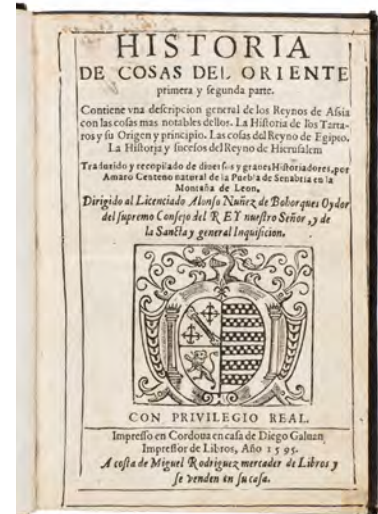 HISTORIA
DE COSAS DEL ORIENTE
primera y segunda parte.
Contiene vna descripcion general de los Reynos de Assia
con las cosas mas notables dellos. La Historia de los Tarta-
ros y su Origen y principio. Las cosas del Reyno de Egipto.
La Historja y sucesos del Reyno de Hierusalem
Traduzido y recopilado de diuersos y graues Historiadores, por
Amaro Centeno natural de la Puebla de Senabria en la
Montaña de Leon.
Dirigido al Licenciado Alonso Nuñez de Bohorques Oydor
del supremo Consejo del REY nuestro Señor, y de
la Sancta y general Inquisicion.
CON PRIVILEGIO REAL.
Impresso en Cordoua en casa de Diego Galuan
Impressor de Libros, Año 1595.
A costa de Miguel Rodriguez mercader de Libros y
se venden en su casa.